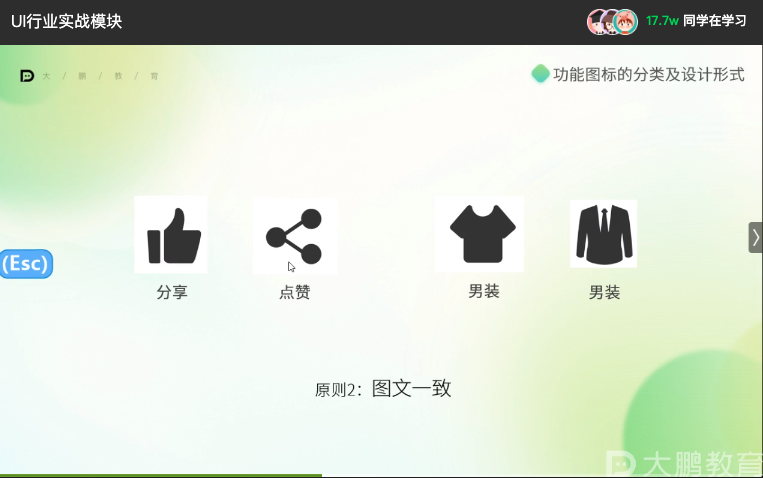 UI行业实战模块
17.7w 同学在学习
大 / 鹏 / 教 / 育
功能图标的分类及设计形式
(Esc)
分享 点赞 男装 男装
原则2：图文一致
大鹏教育